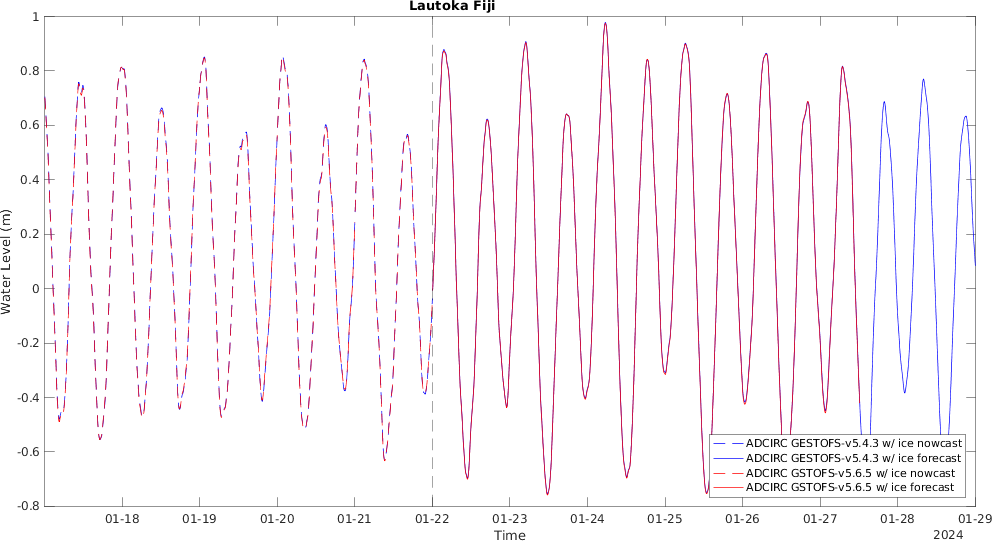 Lautoka Fiji
1
0.8
0.6
0.4
0.2
0
-0.2
-0.4
-0.6
-0.8
Water Level (m)
ADCIRC GESTOFS-v5.4.3 w/ ice nowcast
ADCIRC GESTOFS-v5.4.3 w/ ice forecast
ADCIRC GSTOFS-v5.6.5 w/ ice nowcast
ADCIRC GSTOFS-v5.6.5 w/ ice forecast
01-18 01-19 01-20 01-21 01-22 01-23 01-24 01-25 01-26 01-27 01-28 01-29
Time
2024